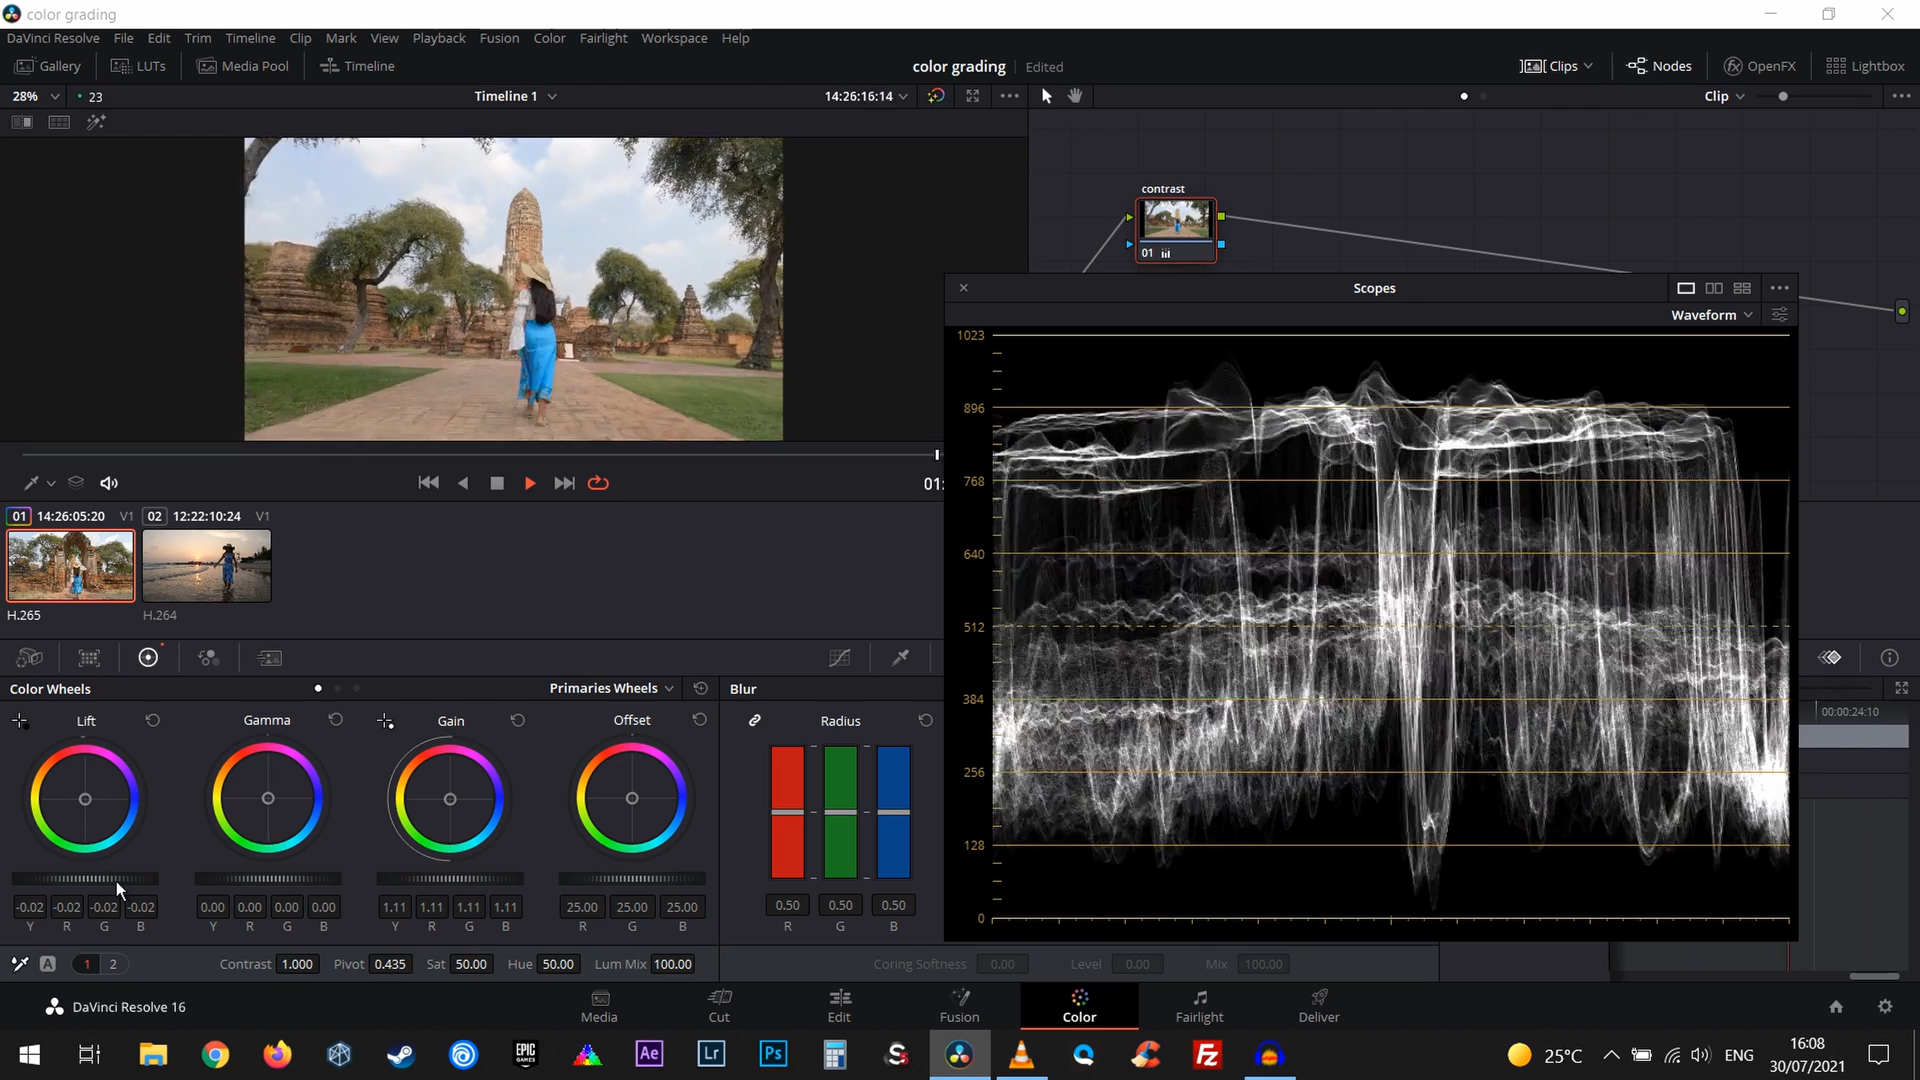 color grading
DaVinci Resolve File Edit Trim Timeline Clip Mark View Playback Fusion Color Fairlight Workspace Help
Gallery LUTs Media Pool Timeline color grading Edited Clips Nodes OpenFX Lightbox
28% 23 Timeline 1 14:26:16:14 Clip
contrast
01
Scopes
Waveform
1023
896
768
640
512
384
256
128
0
01:
01 14:26:05:20 V1 02 12:22:10:24 V1
H.265 H.264
Color Wheels Primaries Wheels Blur
00:00:24:10
Lift Gamma Gain Offset Radius
-0.02 -0.02 -0.02 -0.02 0.00 0.00 0.00 0.00 1.11 1.11 1.11 1.11 25.00 25.00 25.00 0.50 0.50 0.50
Y R G B Y R G B Y R G B R G B R G B
A 1 2 Contrast 1.000 Pivot 0.435 Sat 50.00 Hue 50.00 Lum Mix 100.00 Coring Softness 0.00 Level 0.00 Mix 100.00
DaVinci Resolve 16 Media Cut Edit Fusion Color Fairlight Deliver
EPIC GAMES Ae Lr Ps S FZ 25°C ENG 16:08
30/07/2021